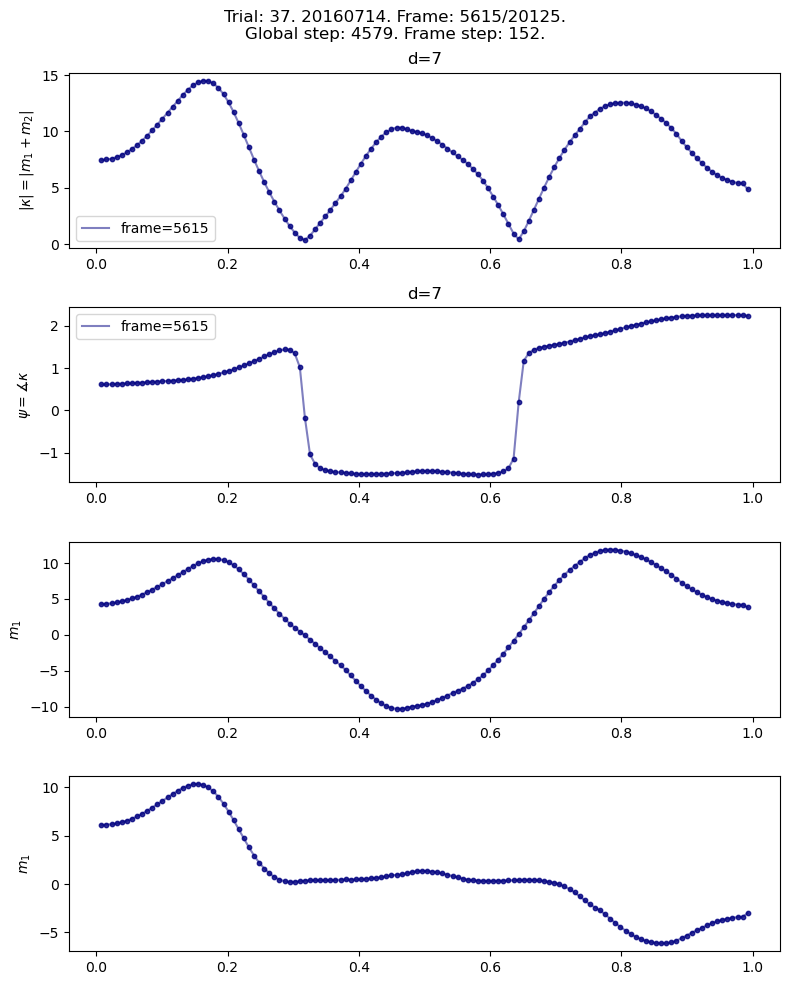 Trial: 37. 20160714. Frame: 5615/20125.
Global step: 4579. Frame step: 152.
d=7
|κ| = |m₁ + m₂|
15
10
5
0
frame=5615
0.0 0.2 0.4 0.6 0.8 1.0
d=7
ψ = ∡κ
2
1
0
−1
frame=5615
0.0 0.2 0.4 0.6 0.8 1.0
m₁
10
5
0
−5
−10
0.0 0.2 0.4 0.6 0.8 1.0
m₁
10
5
0
−5
0.0 0.2 0.4 0.6 0.8 1.0